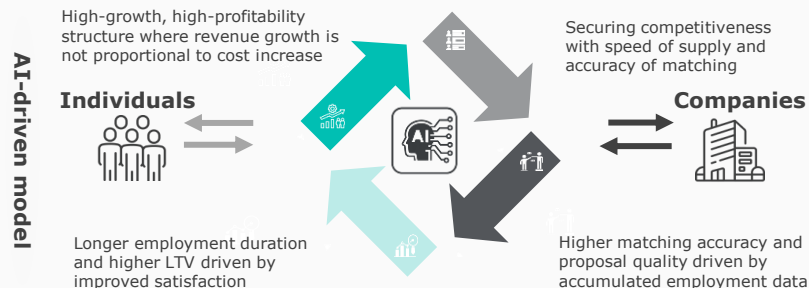 AI-driven model
High-growth, high-profitability
structure where revenue growth is
not proportional to cost increase
Securing competitiveness
with speed of supply and
accuracy of matching
Individuals
Companies
AI
Longer employment duration
and higher LTV driven by
improved satisfaction
Higher matching accuracy and
proposal quality driven by
accumulated employment data